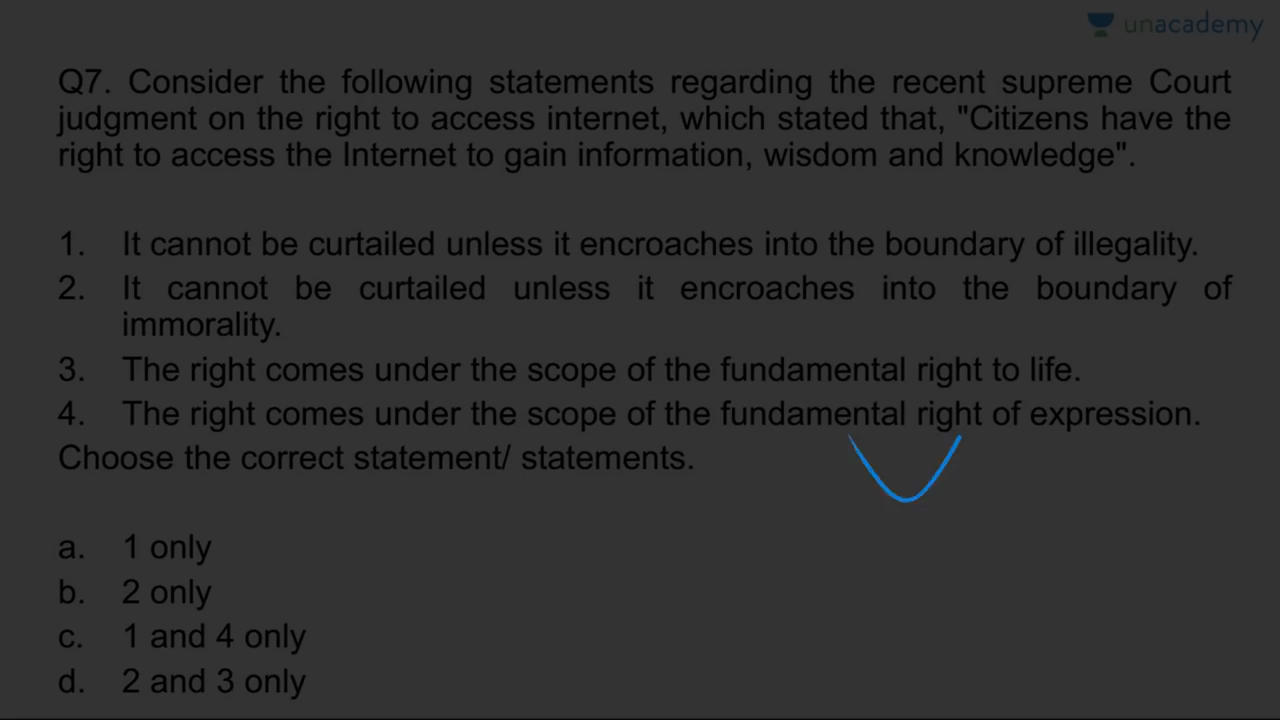 unacademy
Q7. Consider the following statements regarding the recent supreme Court
judgment on the right to access internet, which stated that, "Citizens have the
right to access the Internet to gain information, wisdom and knowledge".
1. It cannot be curtailed unless it encroaches into the boundary of illegality.
2. It cannot be curtailed unless it encroaches into the boundary of
immorality.
3. The right comes under the scope of the fundamental right to life.
4. The right comes under the scope of the fundamental right of expression.
Choose the correct statement/ statements.
a. 1 only
b. 2 only
c. 1 and 4 only
d. 2 and 3 only